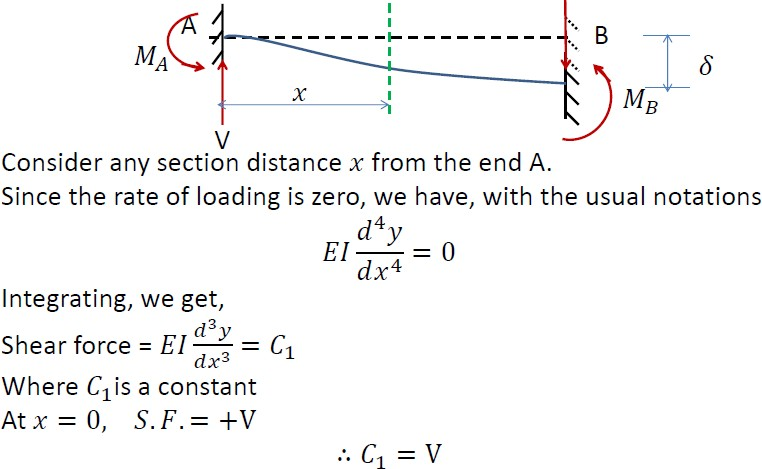 A
B
M_A
x
δ
M_B
V
Consider any section distance x from the end A.
Since the rate of loading is zero, we have, with the usual notations
EI d⁴y/dx⁴ = 0
Integrating, we get,
Shear force = EI d³y/dx³ = C₁
Where C₁is a constant
At x = 0, S.F.= +V
∴ C₁ = V